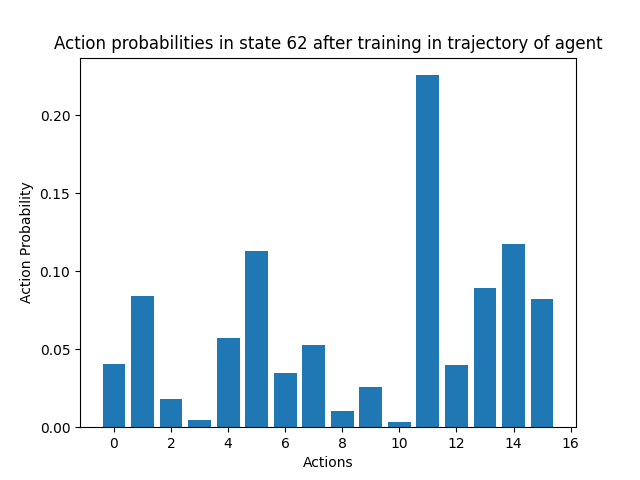 Action probabilities in state 62 after training in trajectory of agent
Action Probability
0.20
0.15
0.10
0.05
0.00
0 2 4 6 8 10 12 14 16
Actions